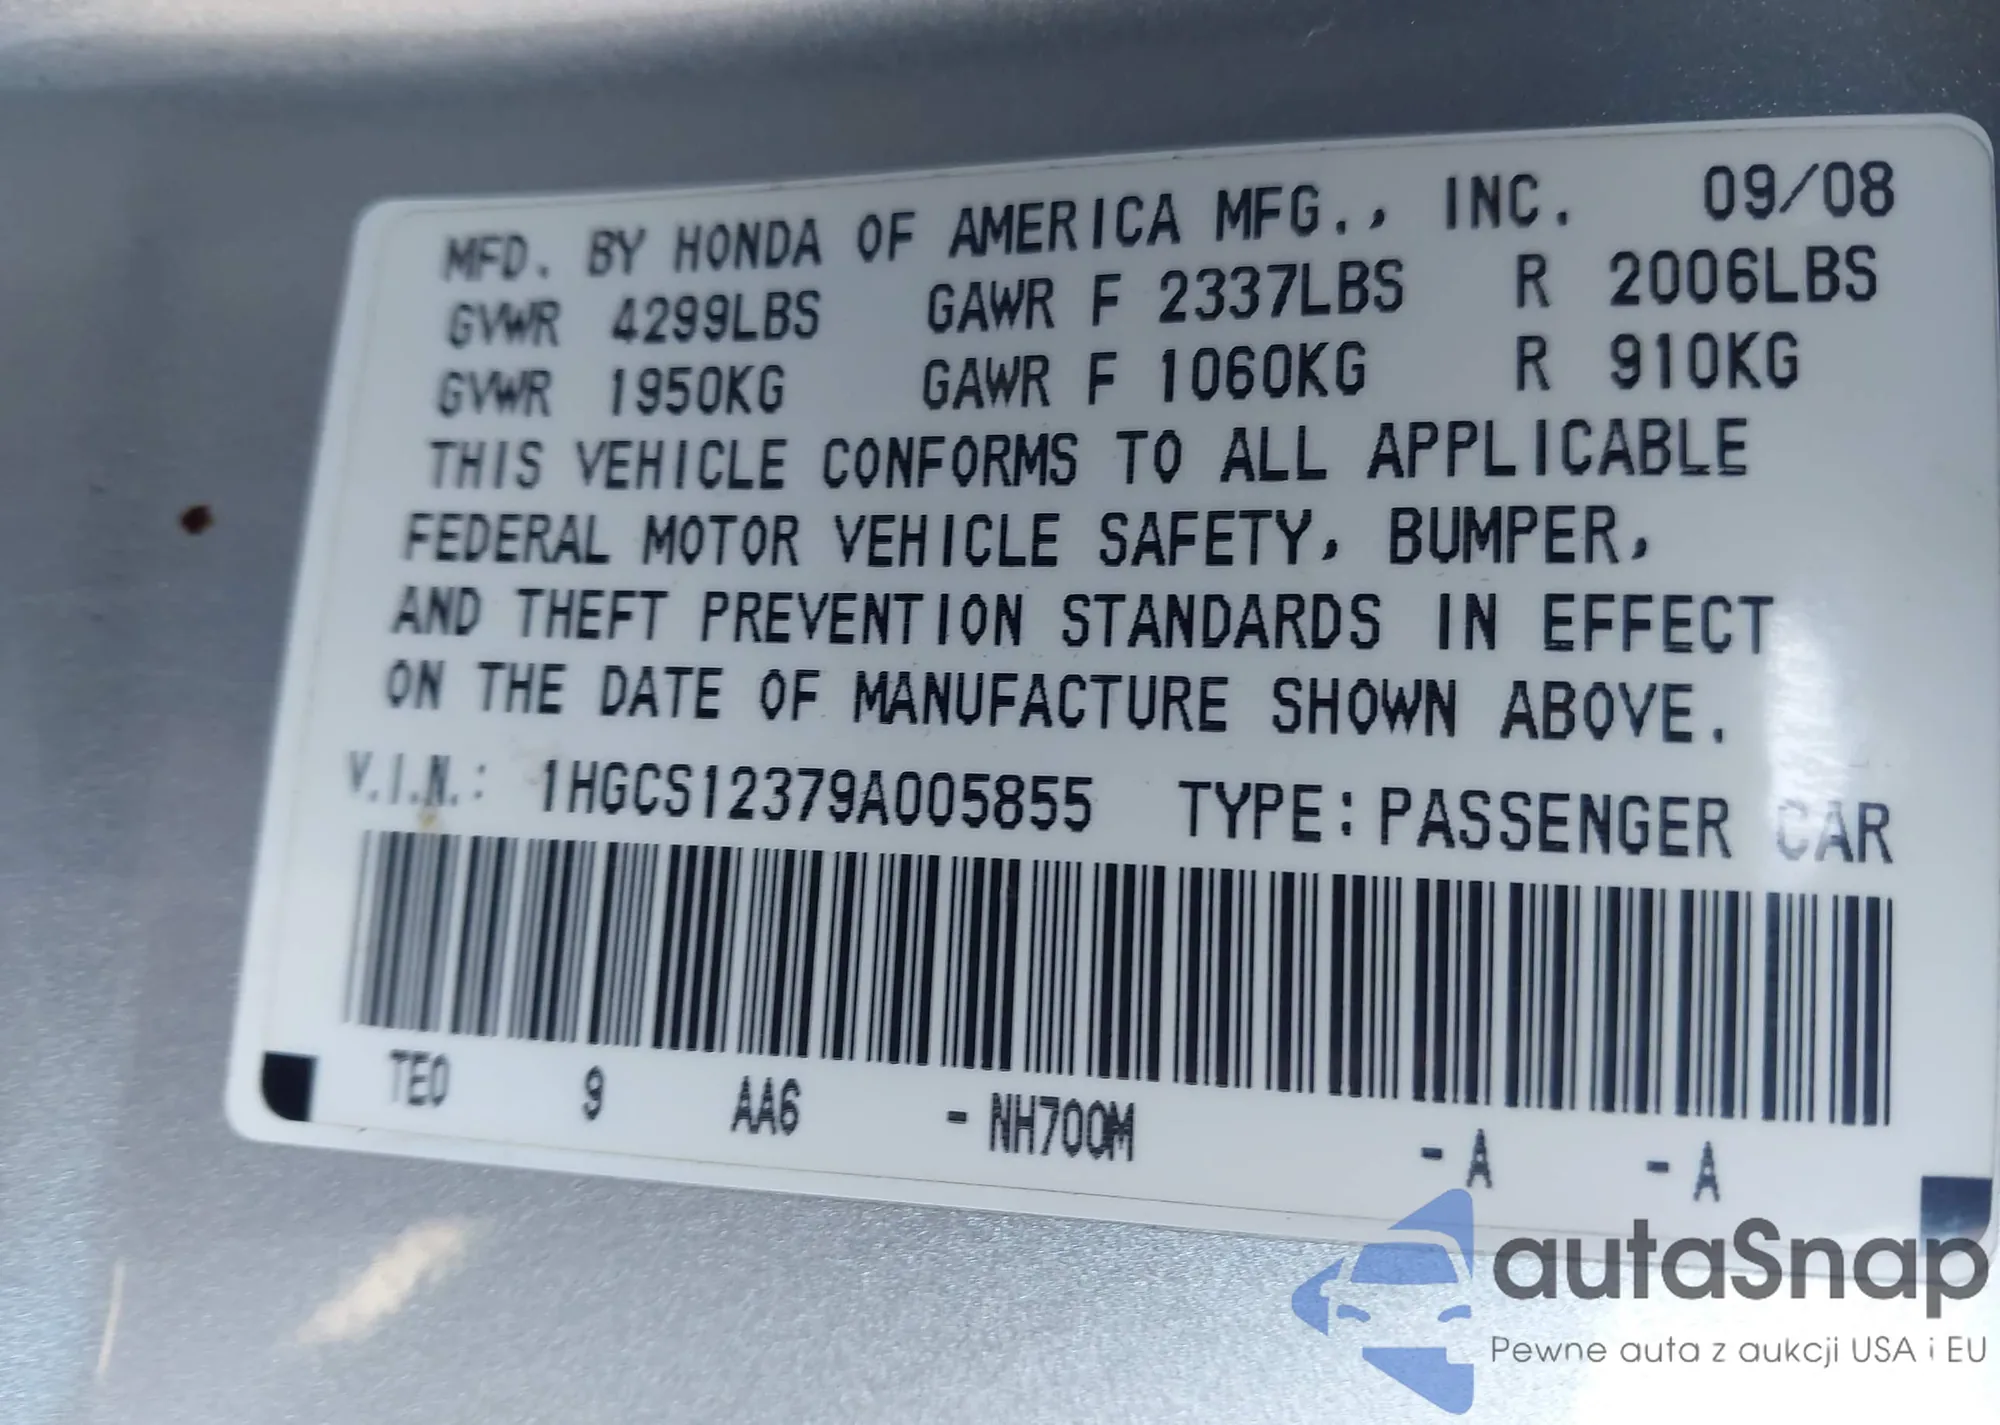 MFD. BY HONDA OF AMERICA MFG., INC. 09/08
GVWR 4299LBS GAWR F 2337LBS R 2006LBS
GVWR 1950KG GAWR F 1060KG R 910KG
THIS VEHICLE CONFORMS TO ALL APPLICABLE
FEDERAL MOTOR VEHICLE SAFETY, BUMPER,
AND THEFT PREVENTION STANDARDS IN EFFECT
ON THE DATE OF MANUFACTURE SHOWN ABOVE.
V.I.N.: 1HGCS12379A005855 TYPE: PASSENGER CAR
TE0 9 AA6 - NH700M - A - A
autaSnap
Pewne auta z aukcji USA i EU